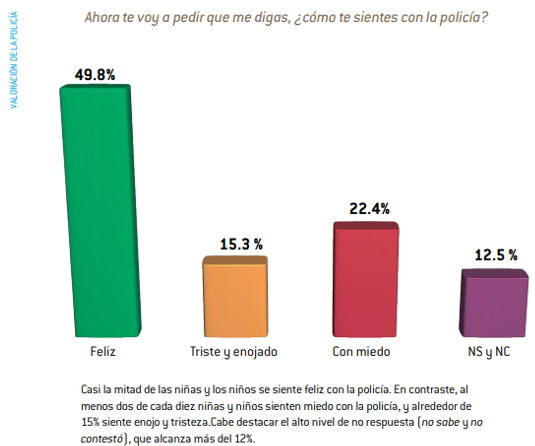 VALORACIÓN DE LA POLICÍA
Ahora te voy a pedir que me digas, ¿cómo te sientes con la policía?
49.8%
15.3 %
22.4%
12.5 %
Feliz
Triste y enojado
Con miedo
NS y NC
Casi la mitad de las niñas y los niños se siente feliz con la policía. En contraste, al
menos dos de cada diez niñas y niños sienten miedo con la policía, y alrededor de
15% siente enojo y tristeza.Cabe destacar el alto nivel de no respuesta (no sabe y no
contestó), que alcanza más del 12%.